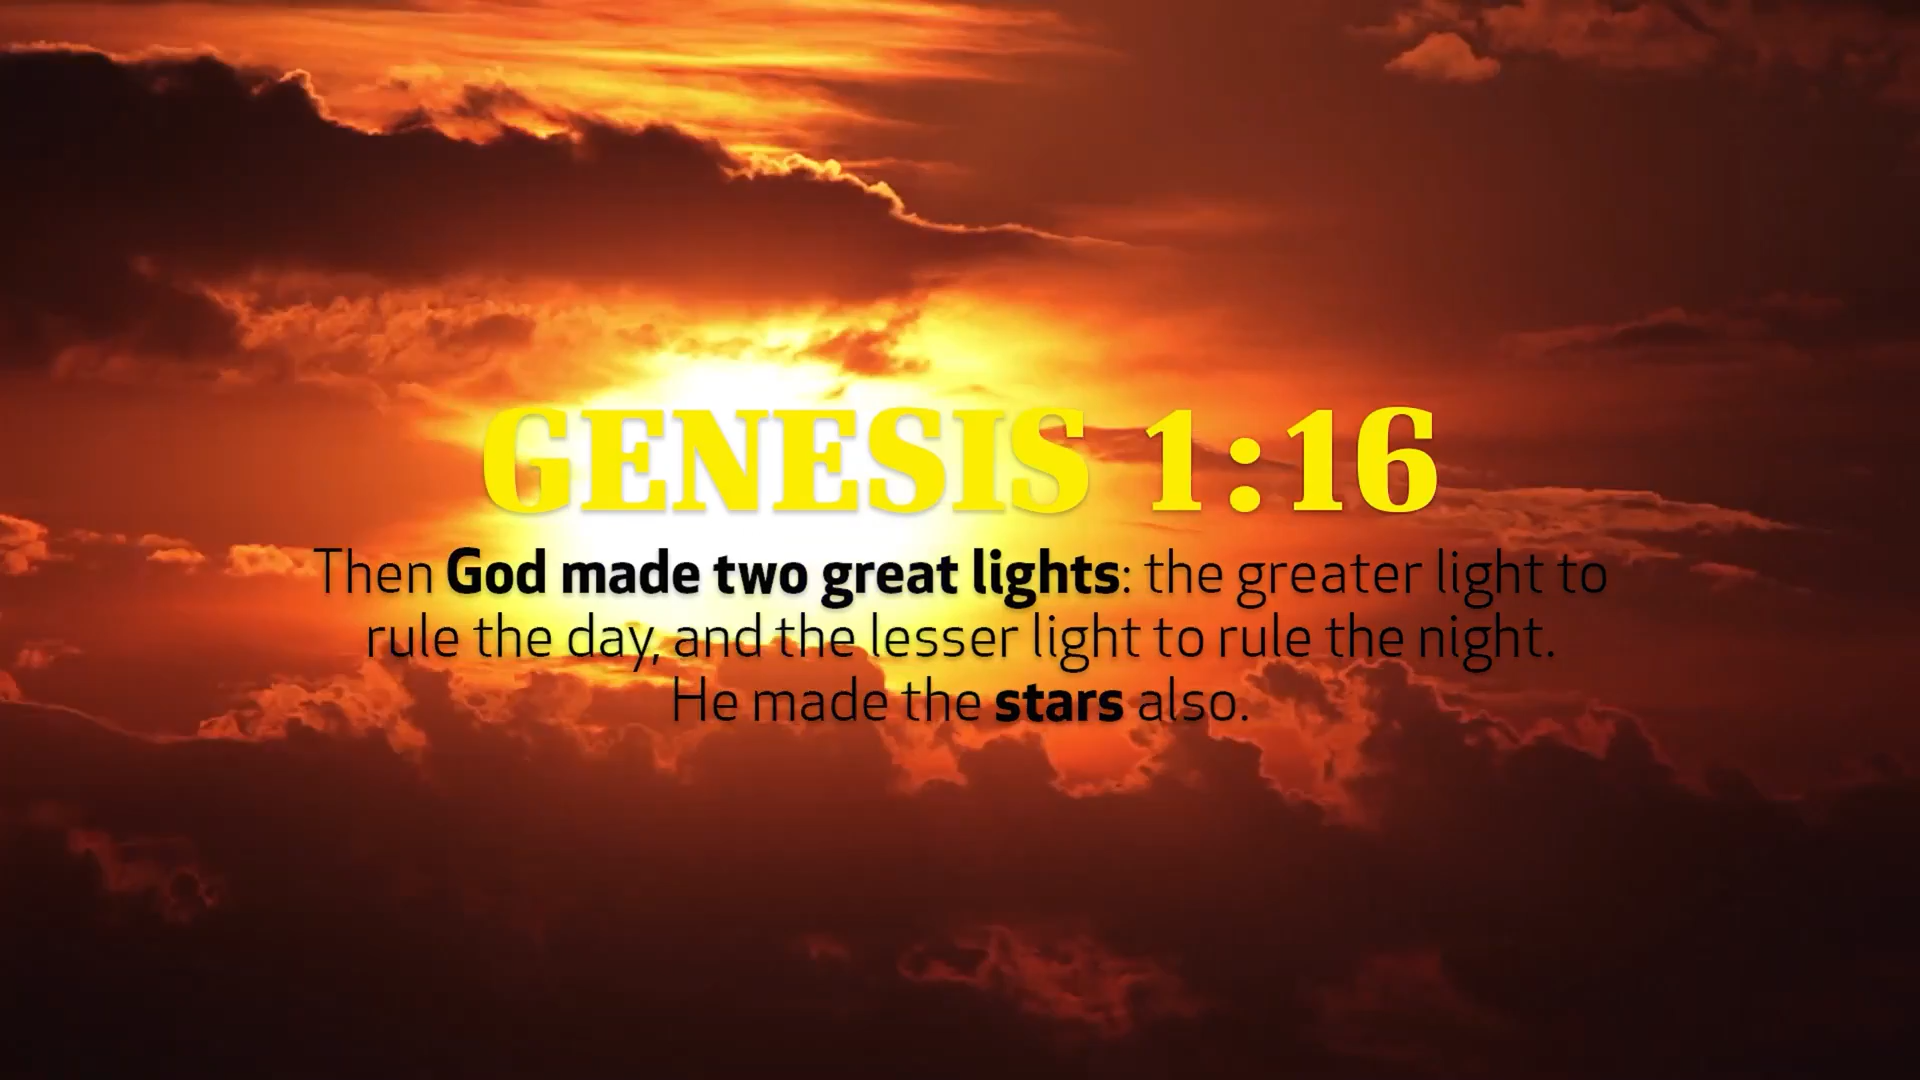 GENESIS 1:16
Then God made two great lights: the greater light to
rule the day, and the lesser light to rule the night.
He made the stars also.